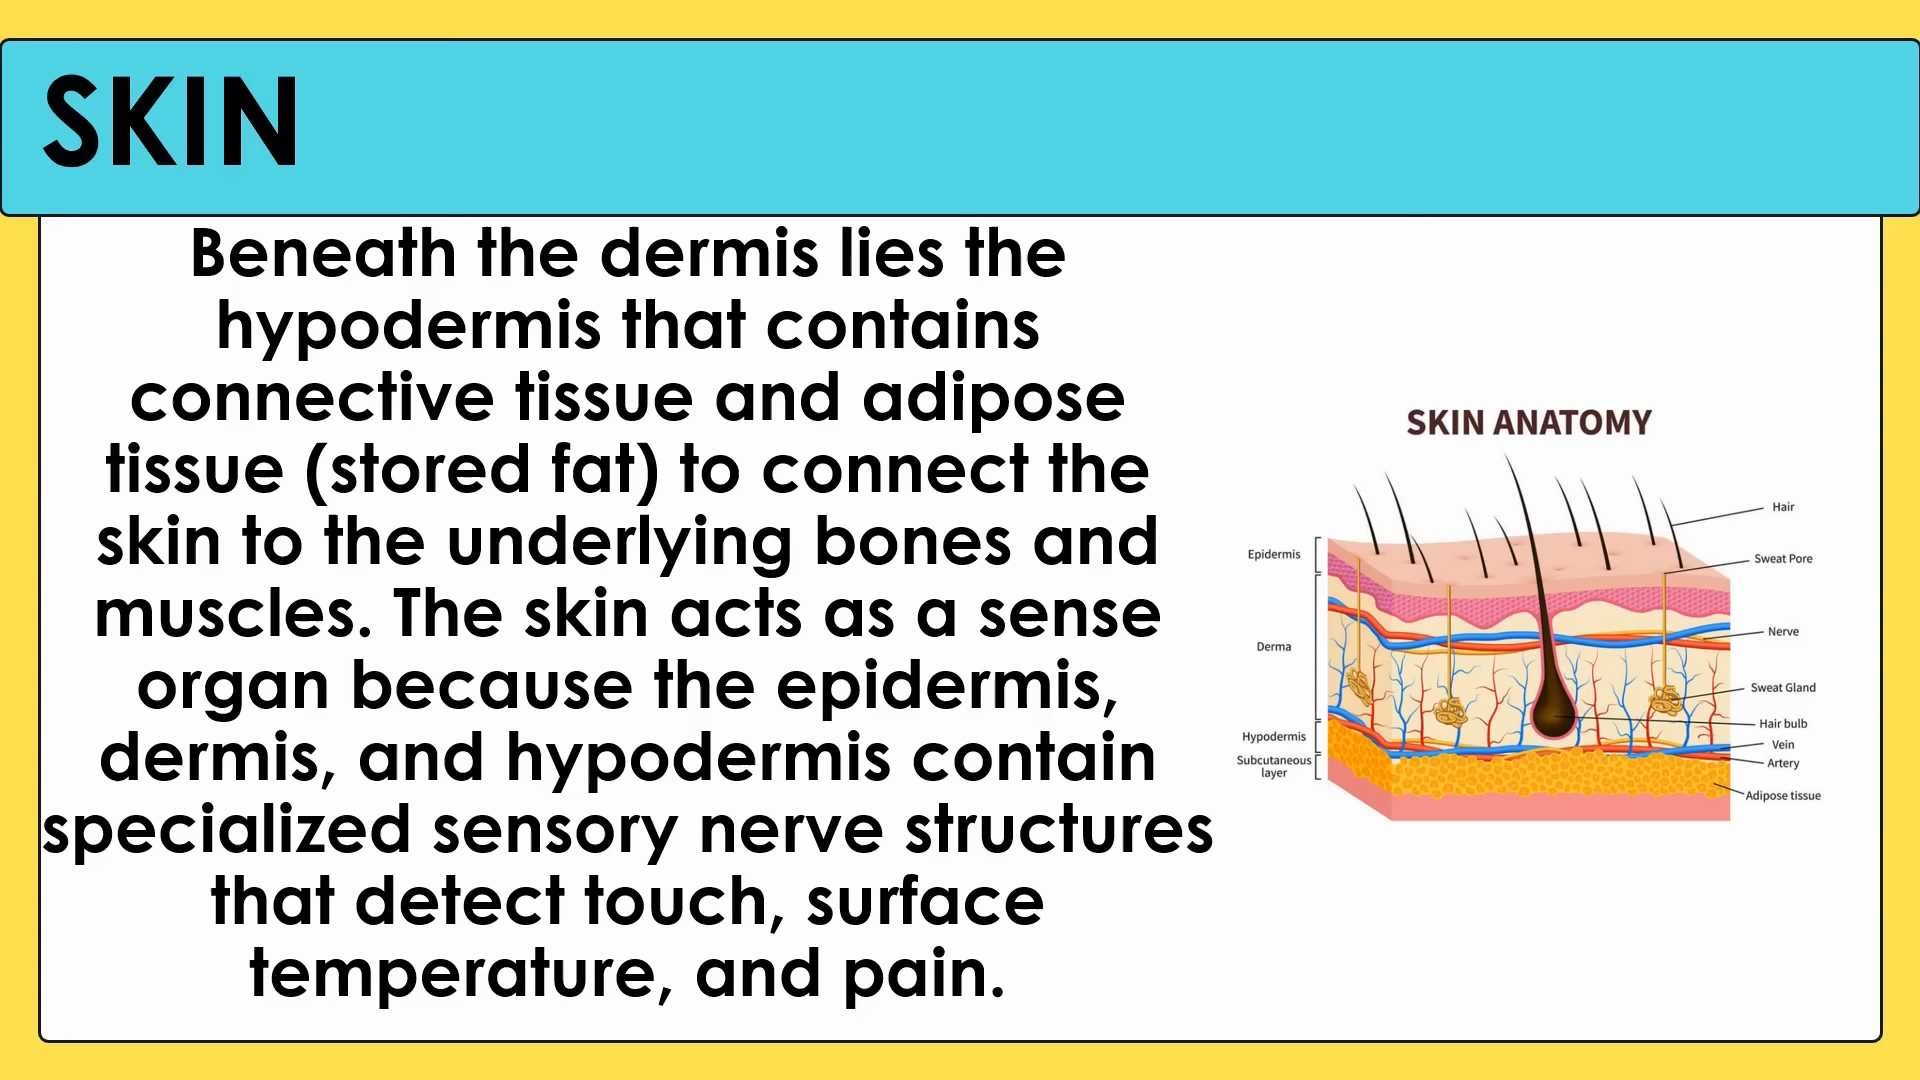 SKIN
Beneath the dermis lies the
hypodermis that contains
connective tissue and adipose
tissue (stored fat) to connect the
skin to the underlying bones and
muscles. The skin acts as a sense
organ because the epidermis,
dermis, and hypodermis contain
specialized sensory nerve structures
that detect touch, surface
temperature, and pain.
SKIN ANATOMY
Epidermis
Derma
Hypodermis
Subcutaneous
layer
Hair
Sweat Pore
Nerve
Sweat Gland
Hair bulb
Vein
Artery
Adipose tissue